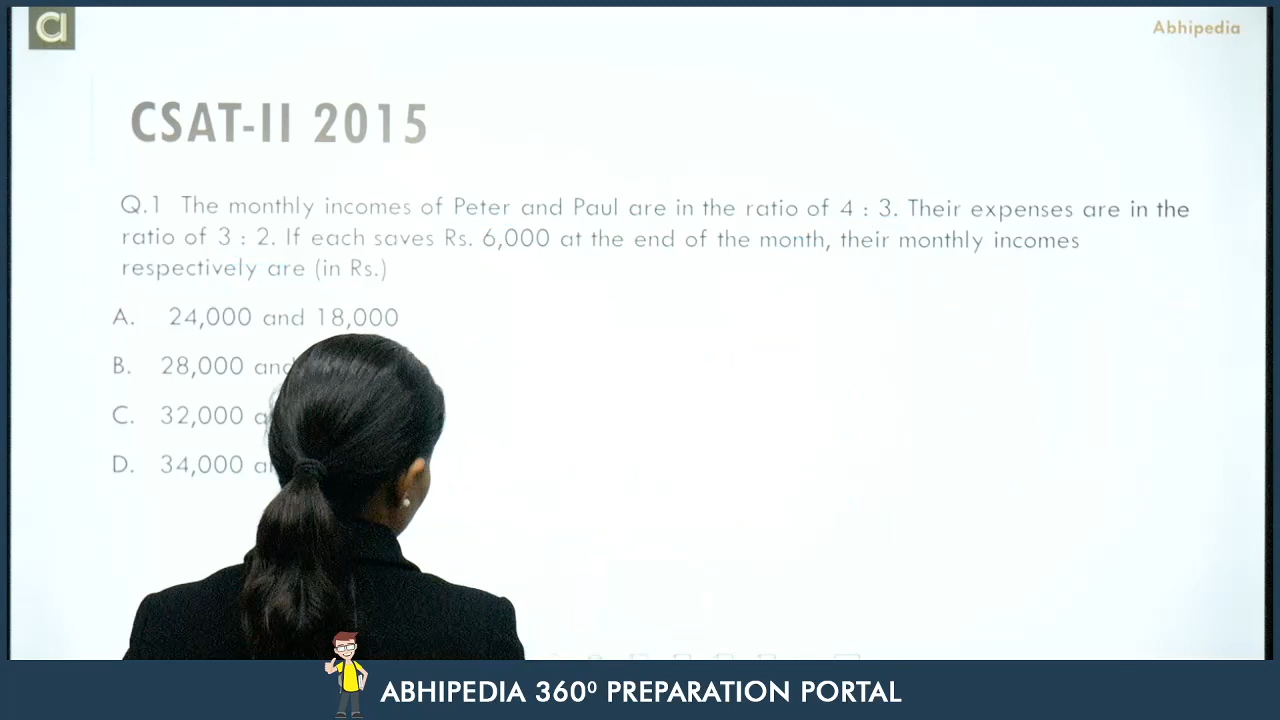 a
Abhipedia
CSAT-II 2015
Q.1 The monthly incomes of Peter and Paul are in the ratio of 4 : 3. Their expenses are in the
ratio of 3 : 2. If each saves Rs. 6,000 at the end of the month, their monthly incomes
respectively are (in Rs.)
A. 24,000 and 18,000
B. 28,000 and
C. 32,000
D. 34,000
ABHIPEDIA 360⁰ PREPARATION PORTAL